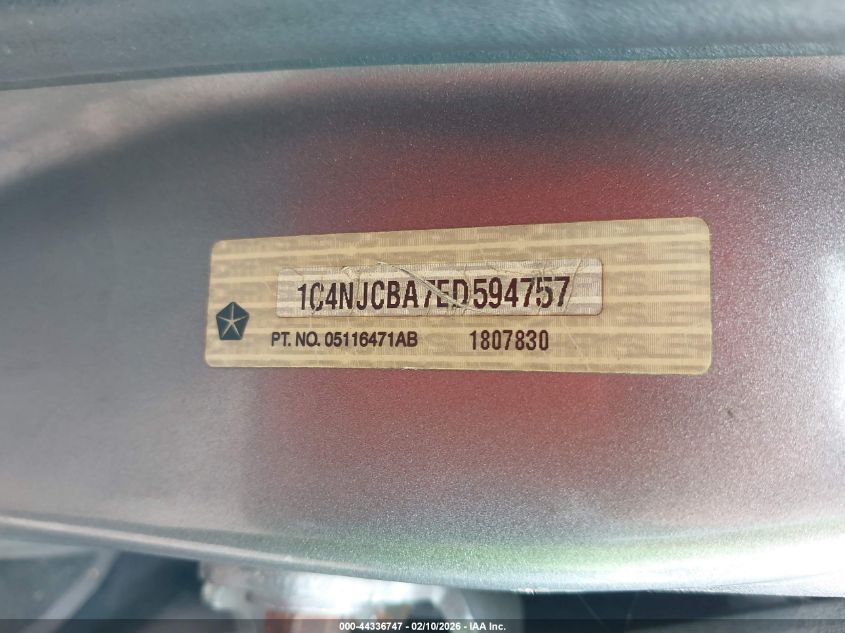 1C4NJCBA7ED594757
PT. NO. 05116471AB 1807830
000-44336747 - 02/10/2026 - IAA Inc.